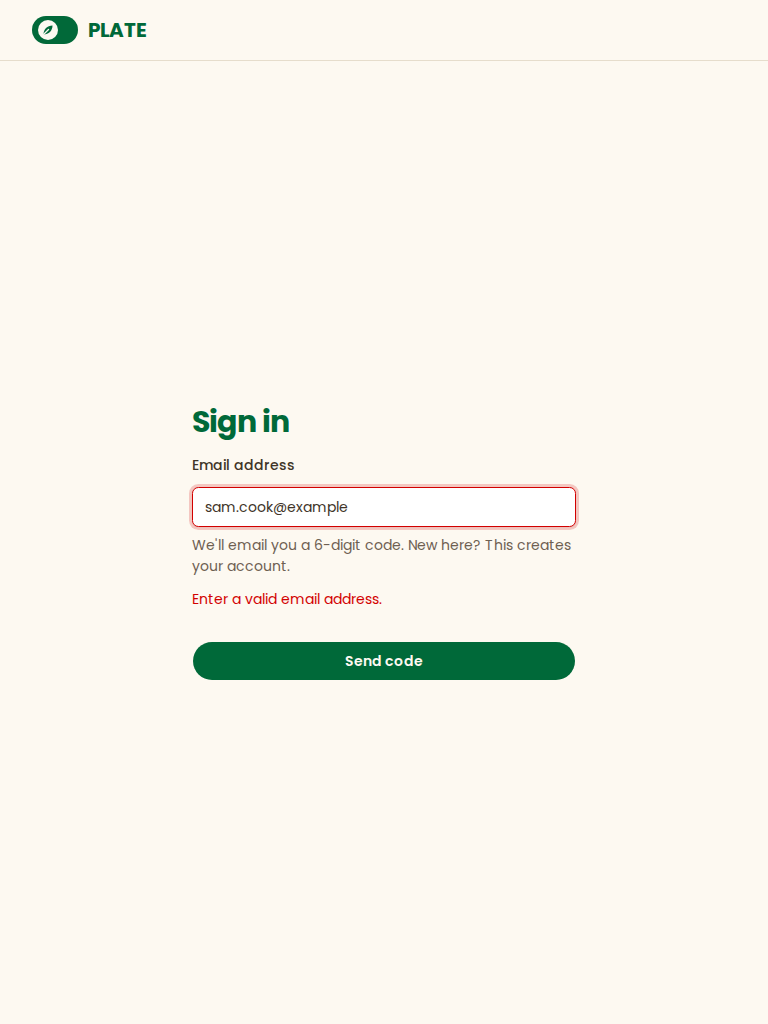 PLATE
Sign in
Email address
sam.cook@example
We'll email you a 6-digit code. New here? This creates
your account.
Enter a valid email address.
Send code